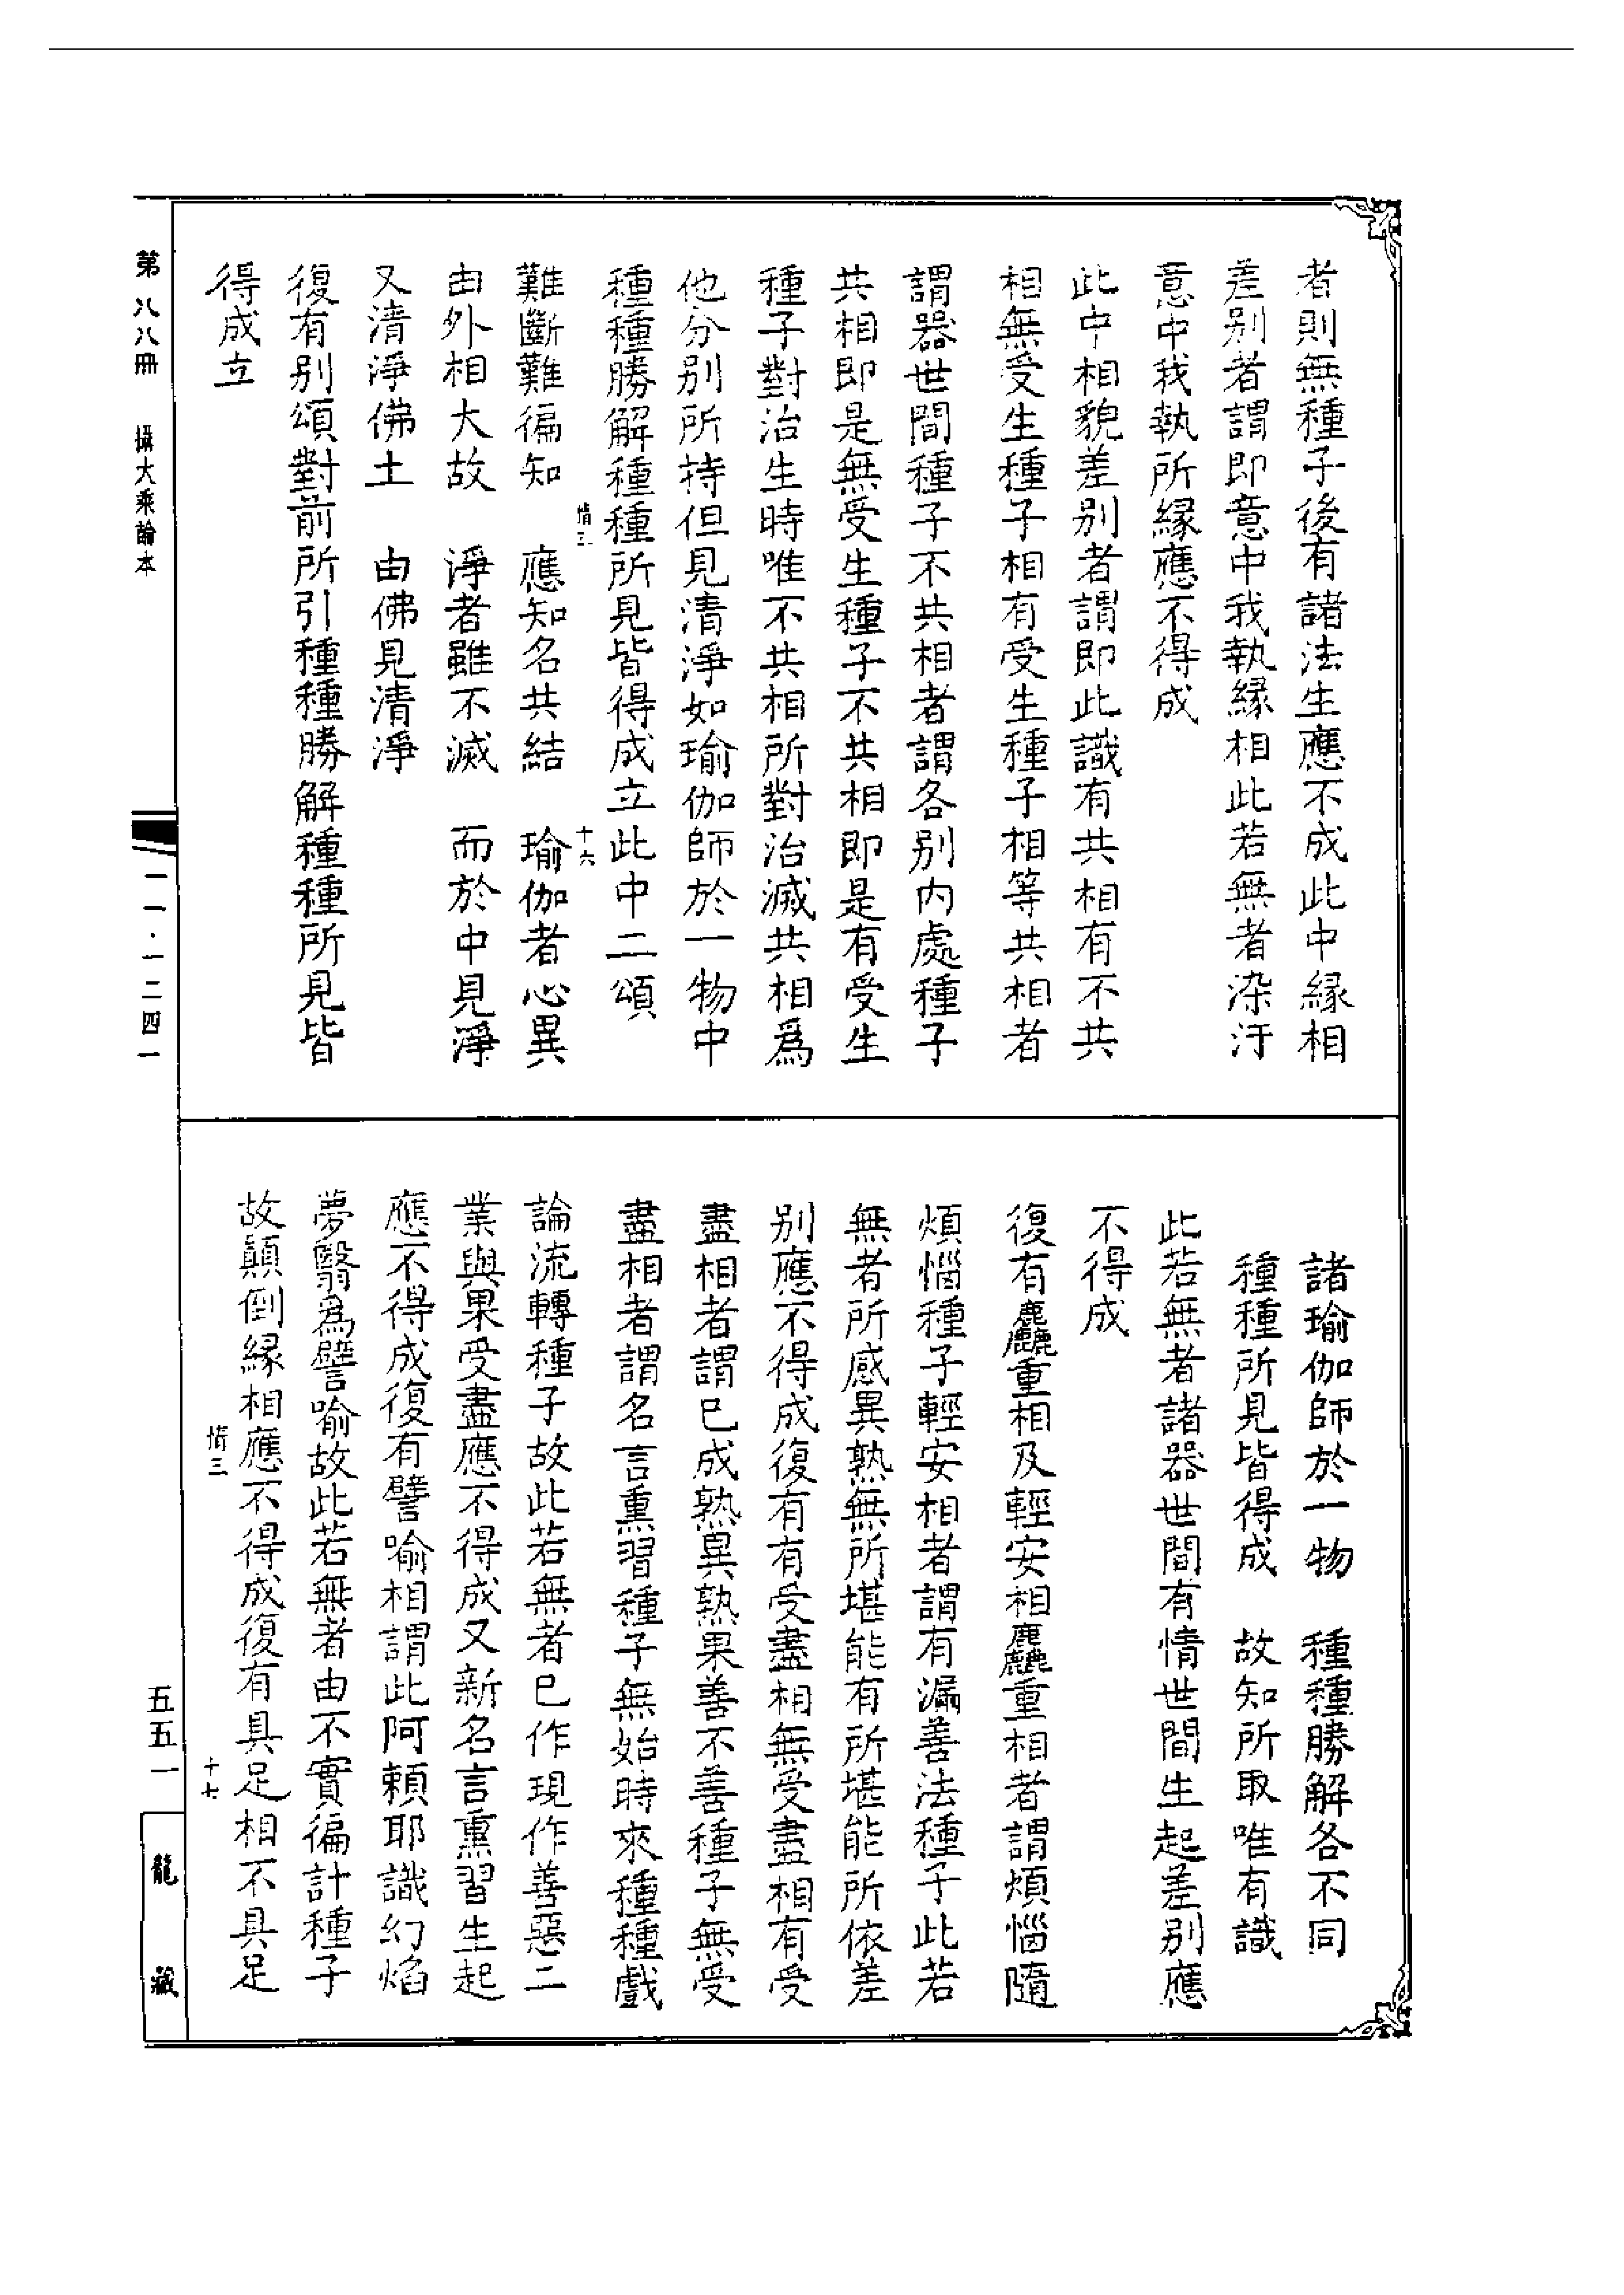 者則無種子後有諸法生應不成此中緣相
差别者謂即意中我執緣相此若無者染汙
意中我執所緣應不得成
此中相貌差别者謂即此識有共相有不共
相無受生種子相有受生種子相等共相者
謂器世間種子不共相者謂各别内處種子
共相即是無受生種子不共相即是有受生
種子對治生時唯不共相所對治滅共相爲
他分别所持但見清淨如瑜伽師於一物中
種種勝解種種所見皆得成立此中二頌
情三 十六
難斷難徧知 應知名共結 瑜伽者心異
由外相大故 淨者雖不滅 而於中見淨
又清淨佛土 由佛見清淨
復有别頌對前所引種種勝解種種所見皆
得成立
諸瑜伽師於一物 種種勝解各不同
種種所見皆得成 故知所取唯有識
此若無者諸器世間有情世間生起差别應
不得成
復有麤重相及輕安相麤重相者謂煩惱隨
煩惱種子輕安相者謂有漏善法種子此若
無者所感異熟無所堪能有所堪能所依差
别應不得成復有有受盡相無受盡相有受
盡相者謂已成熟異熟果善不善種子無受
盡相者謂名言熏習種子無始時來種種戲
論流轉種子故此若無者已作現作善惡二
業與果受盡應不得成又新名言熏習生起
應不得成復有譬喻相謂此阿賴耶識幻焰
夢翳爲譬喻故此若無者由不實徧計種子
故顛倒緣相應不得成復有具足相不具足
情三 十七
第八八冊 攝大乘論本
一一·一二四一
五五一
龍藏